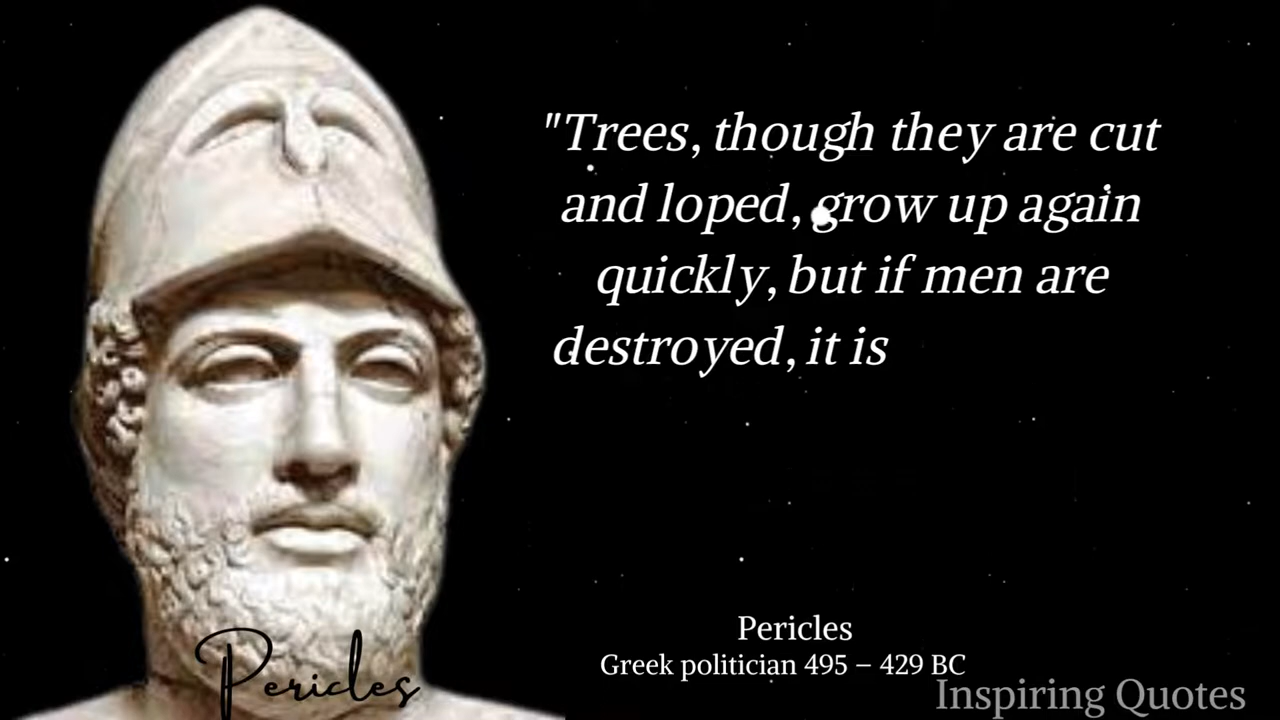 "Trees, though they are cut
and loped, grow up again
quickly, but if men are
destroyed, it is
Pericles
Greek politician 495 – 429 BC
Pericles
Inspiring Quotes